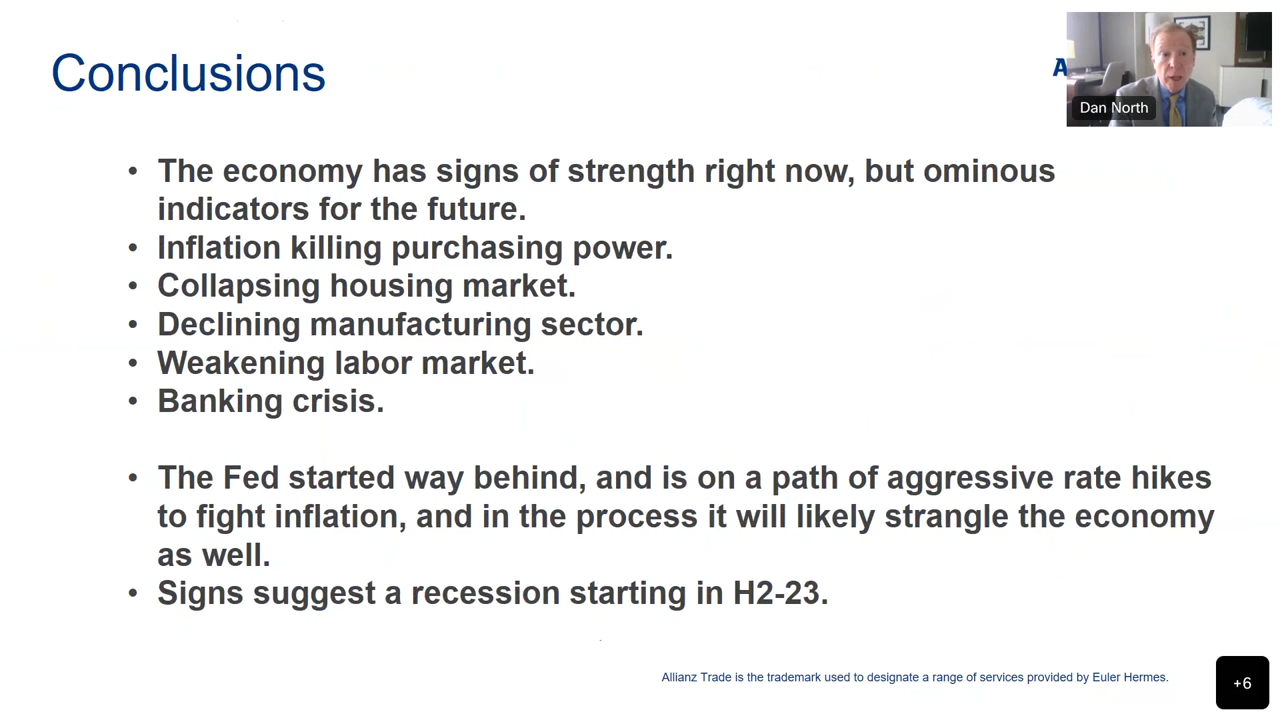 Conclusions
A
Dan North
• The economy has signs of strength right now, but ominous
indicators for the future.
• Inflation killing purchasing power.
• Collapsing housing market.
• Declining manufacturing sector.
• Weakening labor market.
• Banking crisis.
• The Fed started way behind, and is on a path of aggressive rate hikes
to fight inflation, and in the process it will likely strangle the economy
as well.
• Signs suggest a recession starting in H2-23.
Allianz Trade is the trademark used to designate a range of services provided by Euler Hermes.
+6